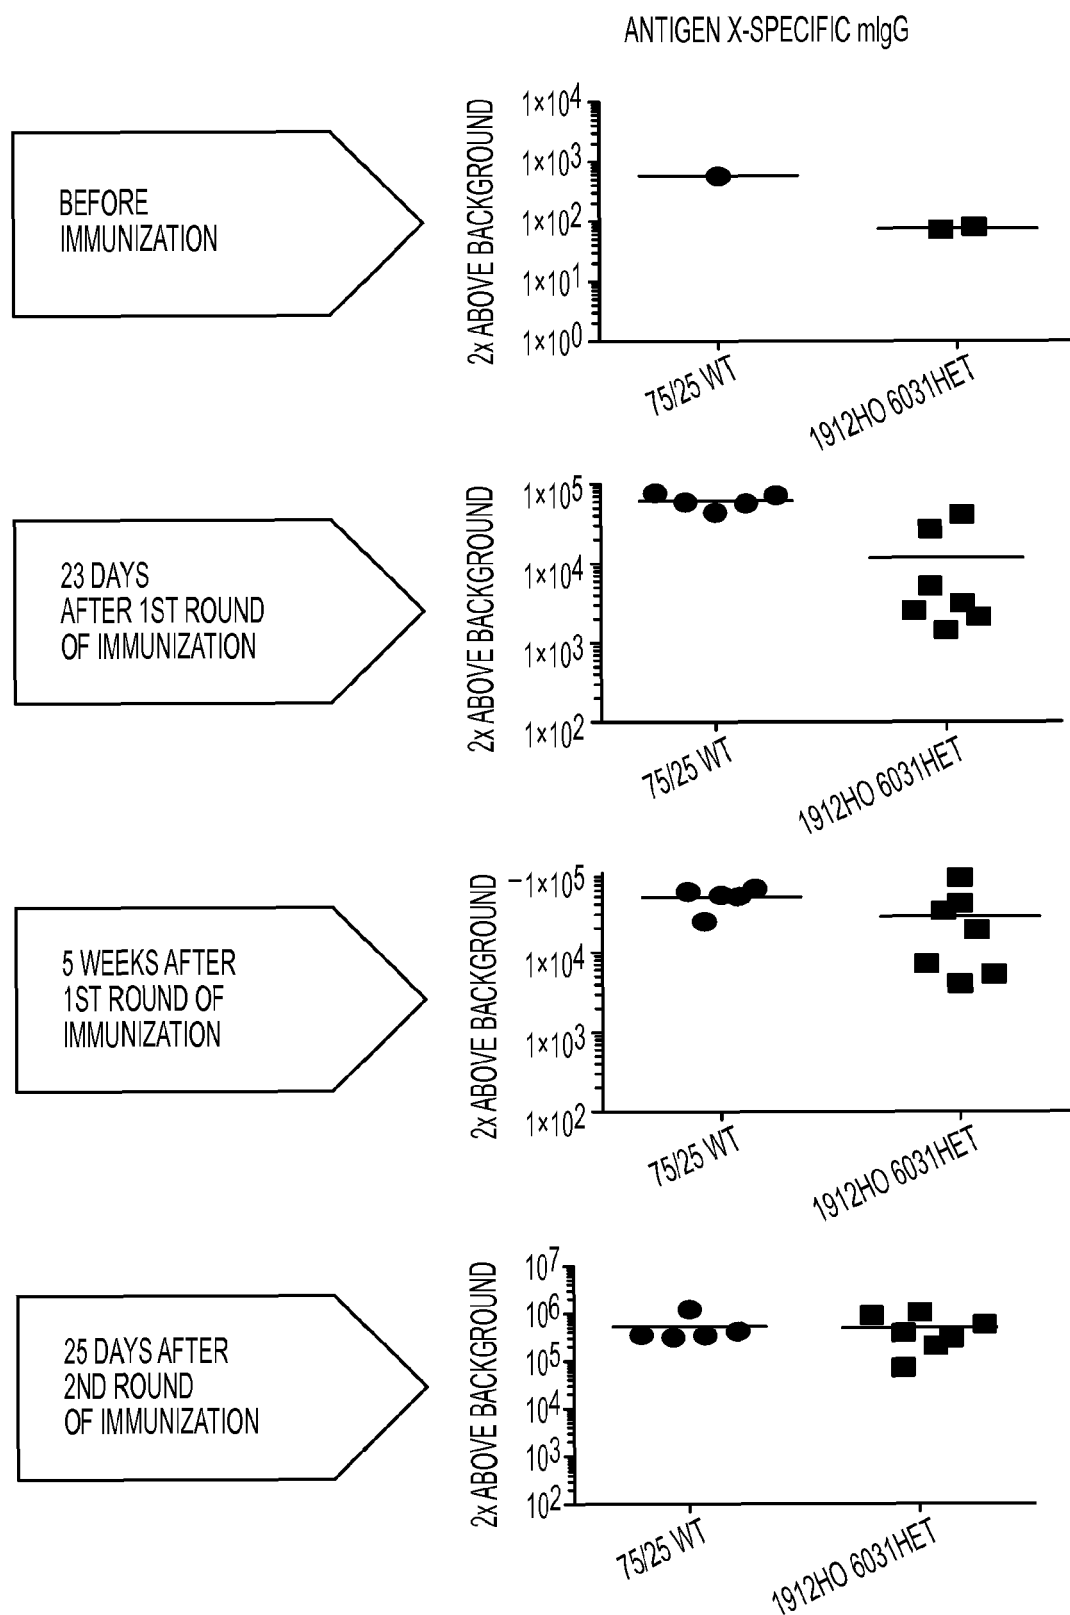 ANTIGEN X-SPECIFIC mIgG
BEFORE
IMMUNIZATION
2x ABOVE BACKGROUND
1×10⁴
1×10³
1×10²
1×10¹
1×10⁰
75/25 WT
1912HO 6031HET
23 DAYS
AFTER 1ST ROUND
OF IMMUNIZATION
2x ABOVE BACKGROUND
1×10⁵
1×10⁴
1×10³
1×10²
75/25 WT
1912HO 6031HET
5 WEEKS AFTER
1ST ROUND OF
IMMUNIZATION
2x ABOVE BACKGROUND
−1×10⁵
1×10⁴
1×10³
1×10²
75/25 WT
1912HO 6031HET
25 DAYS AFTER
2ND ROUND
OF IMMUNIZATION
2x ABOVE BACKGROUND
10⁷
10⁶
10⁵
10⁴
10³
10²
75/25 WT
1912HO 6031HET